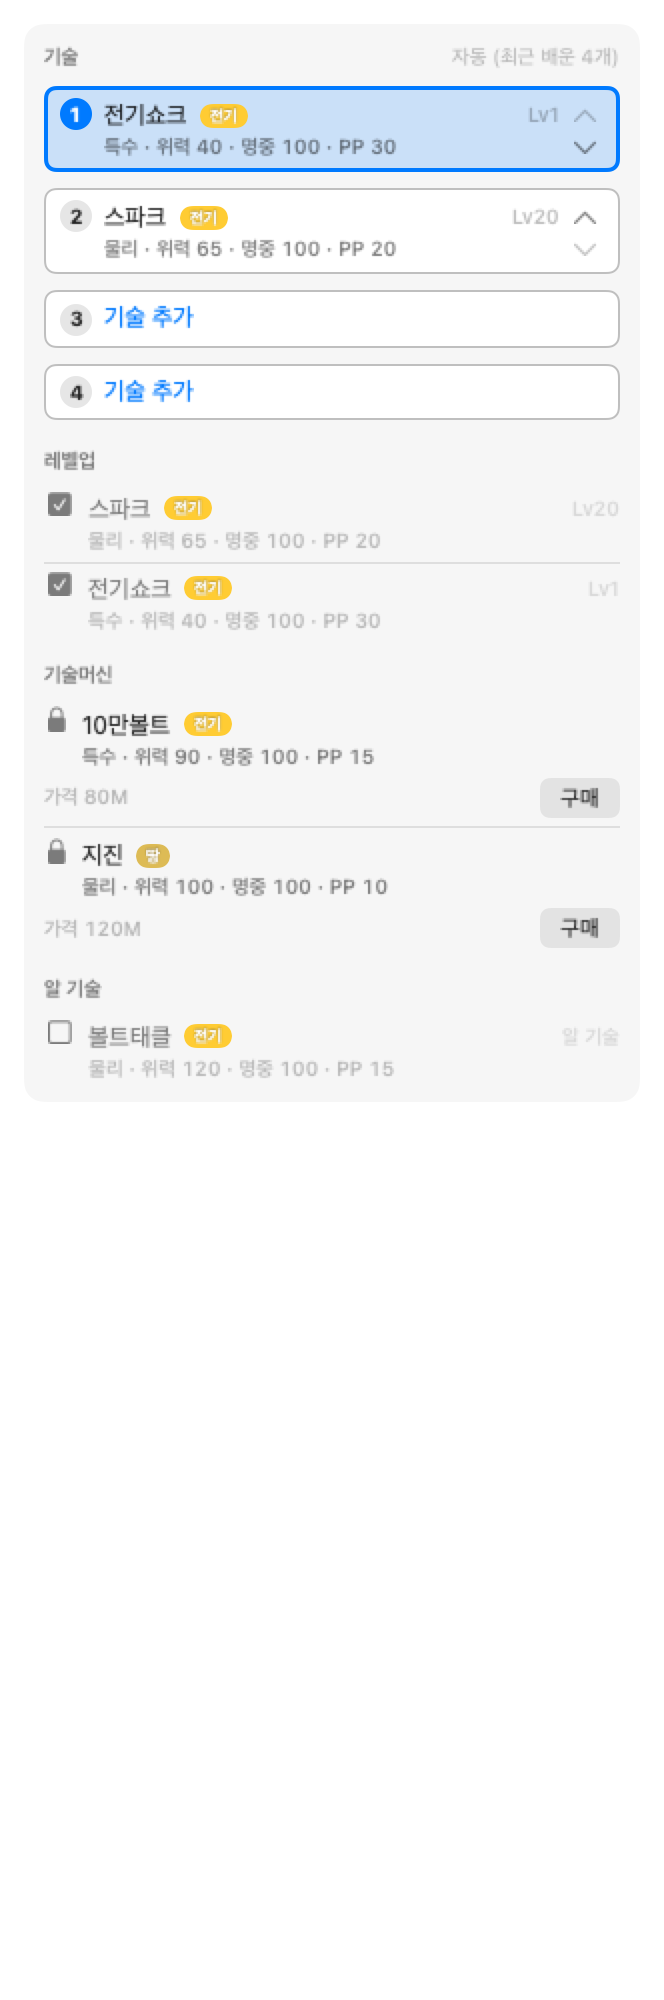 기술 자동 (최근 배운 4개)
1 전기쇼크 전기 Lv1
특수 · 위력 40 · 명중 100 · PP 30
2 스파크 전기 Lv20
물리 · 위력 65 · 명중 100 · PP 20
3 기술 추가
4 기술 추가
레벨업
스파크 전기 Lv20
물리 · 위력 65 · 명중 100 · PP 20
전기쇼크 전기 Lv1
특수 · 위력 40 · 명중 100 · PP 30
기술머신
10만볼트 전기
특수 · 위력 90 · 명중 100 · PP 15
가격 80M 구매
지진 땅
물리 · 위력 100 · 명중 100 · PP 10
가격 120M 구매
알 기술
볼트태클 전기 알 기술
물리 · 위력 120 · 명중 100 · PP 15